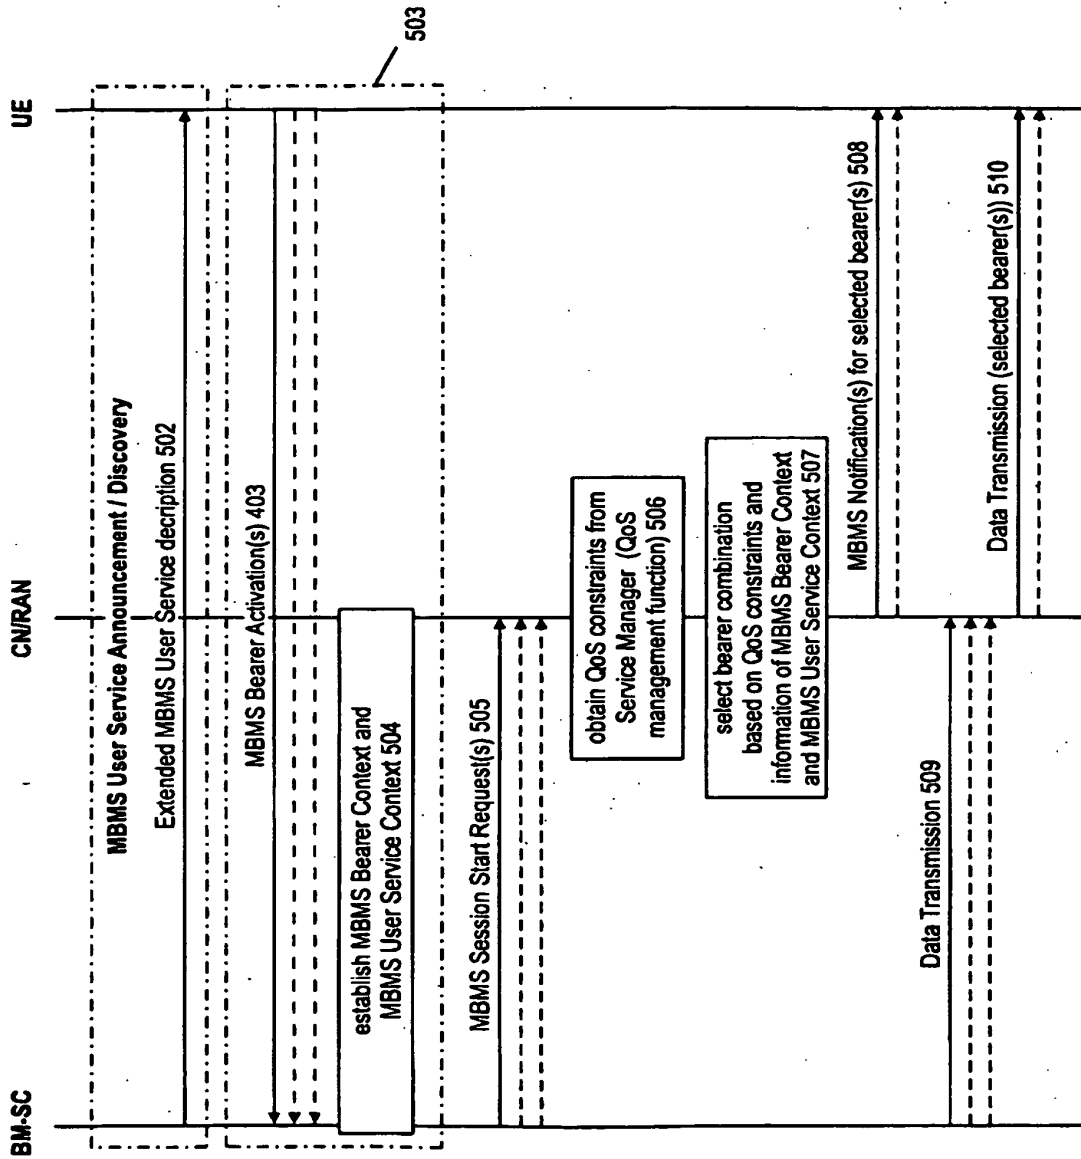 BM-SC
CN/RAN
UE
MBMS User Service Announcement / Discovery
Extended MBMS User Service decription 502
MBMS Bearer Activation(s) 403
503
establish MBMS Bearer Context and
MBMS User Service Context 504
MBMS Session Start Request(s) 505
obtain QoS constraints from
Service Manager (QoS
management function) 506
select bearer combination
based on QoS constraints and
information of MBMS Bearer Context
and MBMS User Service Context 507
MBMS Notification(s) for selected bearer(s) 508
Data Transmission 509
Data Transmission (selected bearer(s)) 510